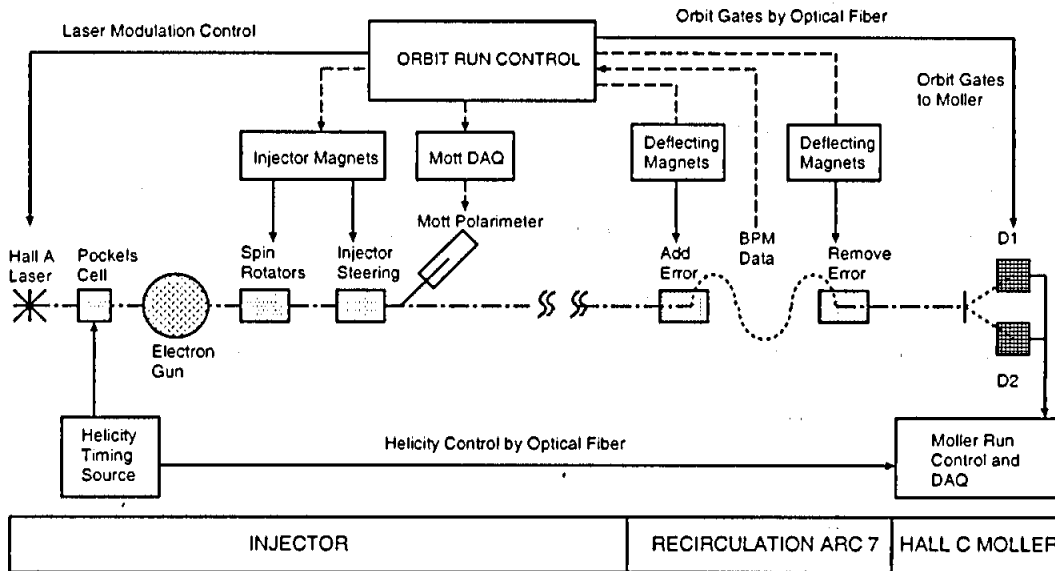 Laser Modulation Control
ORBIT RUN CONTROL
Orbit Gates by Optical Fiber
Orbit Gates
to Moller
Injector Magnets
Mott DAQ
Deflecting
Magnets
Deflecting
Magnets
Mott Polarimeter
Hall A
Laser
Pockels
Cell
Spin
Rotators
Injector
Steering
Add
Error
BPM
Data
Remove
Error
D1
Electron
Gun
D2
Helicity
Timing
Source
Helicity Control by Optical Fiber
Moller Run
Control and
DAQ
INJECTOR
RECIRCULATION ARC 7
HALL C MOLLER